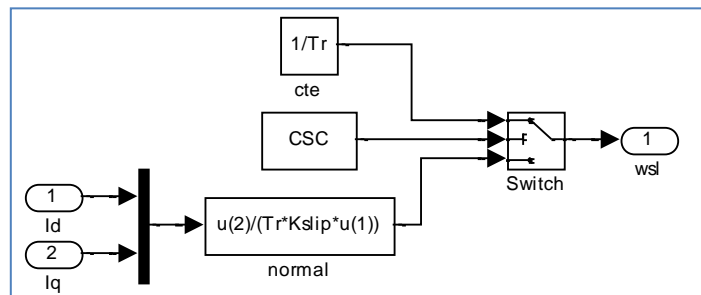 1/Tr
cte
CSC
Switch
1
wsl
1
Id
2
Iq
u(2)/(Tr*Kslip*u(1))
normal